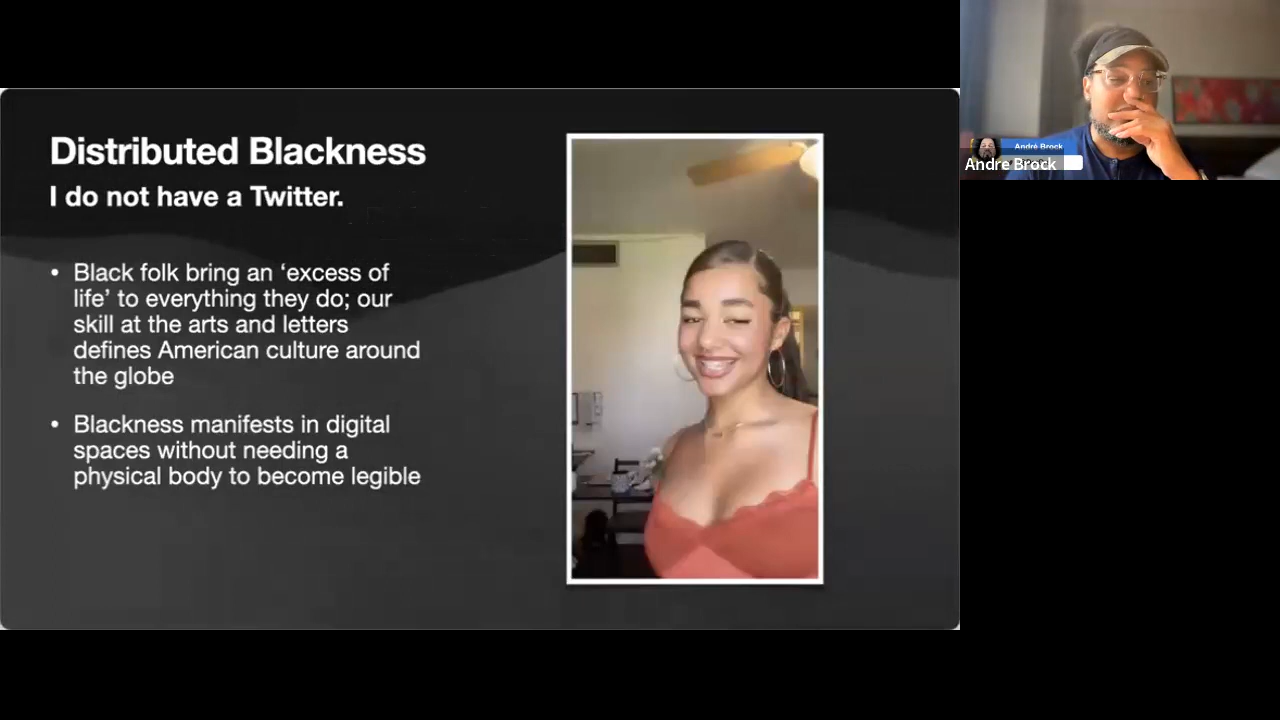 Distributed Blackness
I do not have a Twitter.
• Black folk bring an ‘excess of
life’ to everything they do; our
skill at the arts and letters
defines American culture around
the globe
• Blackness manifests in digital
spaces without needing a
physical body to become legible
André Brock
Andre Brock